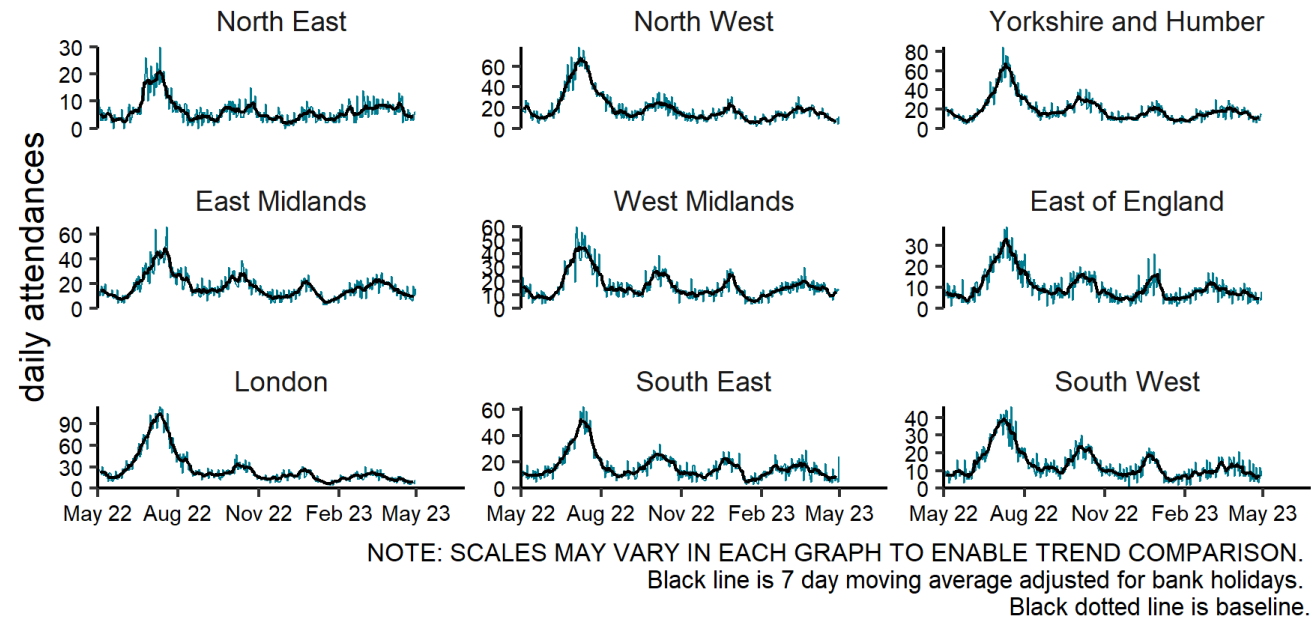 North East
North West
Yorkshire and Humber
30
20
10
0
60
40
20
0
80
60
40
20
0
daily attendances
East Midlands
West Midlands
East of England
60
40
20
0
60
50
40
30
20
10
0
30
20
10
0
London
South East
South West
90
60
30
0
60
40
20
0
40
30
20
10
0
May 22 Aug 22 Nov 22 Feb 23 May 23
May 22 Aug 22 Nov 22 Feb 23 May 23
May 22 Aug 22 Nov 22 Feb 23 May 23
NOTE: SCALES MAY VARY IN EACH GRAPH TO ENABLE TREND COMPARISON.
Black line is 7 day moving average adjusted for bank holidays.
Black dotted line is baseline.